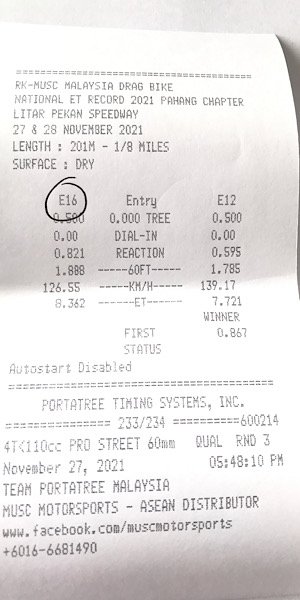 ================================
RK-MUSC MALAYSIA DRAG BIKE
NATIONAL ET RECORD 2021 PAHANG CHAPTER
LITAR PEKAN SPEEDWAY
27 & 28 NOVEMBER 2021
LENGTH : 201M - 1/8 MILES
SURFACE : DRY
E16 Entry E12
0.500 0.000 TREE 0.500
0.00 DIAL-IN 0.00
0.821 REACTION 0.595
1.888 -----60FT----- 1.785
126.55 -----KM/H----- 139.17
8.362 ------ET------ 7.721
WINNER
FIRST 0.867
STATUS
Autostart Disabled
========================================
PORTATREE TIMING SYSTEMS, INC.
=============== 233/234 ==========600214
4T<110cc PRO STREET 60mm QUAL RND 3
November 27, 2021 05:48:10 PM
TEAM PORTATREE MALAYSIA
MUSC MOTORSPORTS - ASEAN DISTRIBUTOR
www.facebook.com/muscmotorsports
+6016-6681490